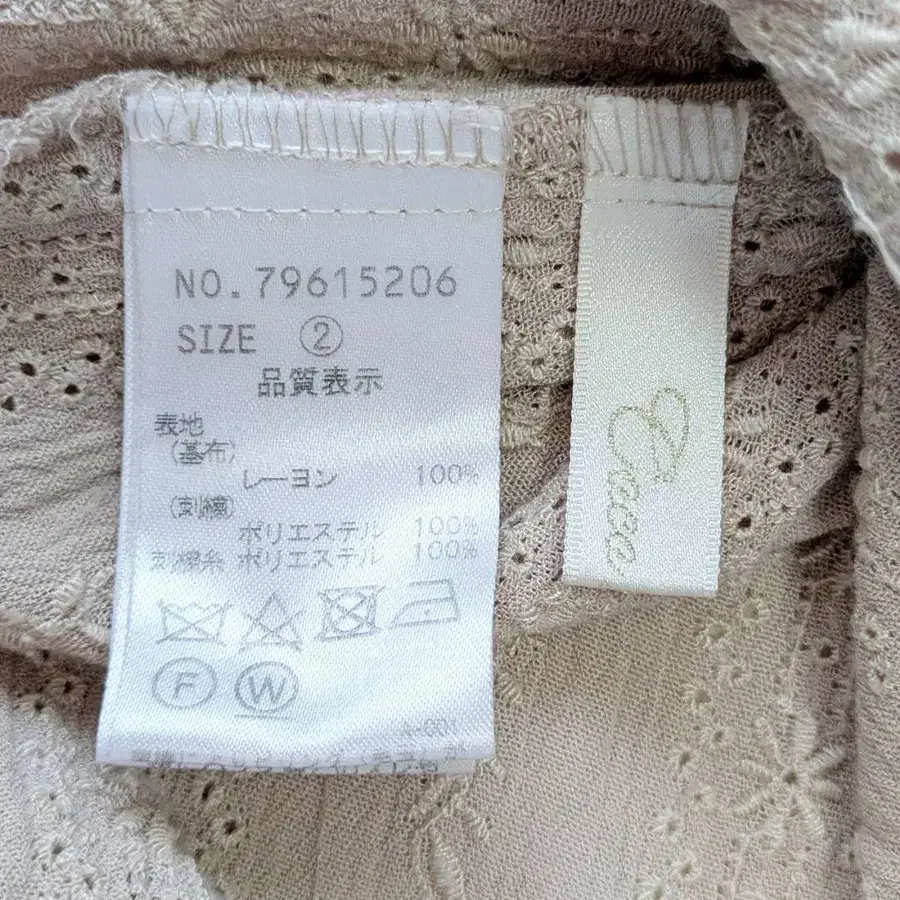 NO.79615206
SIZE ②
品質表示
表地
(基布)
レーヨン 100%
(刺繍)
ポリエステル 100%
刺繍糸 ポリエステル 100%
F W
A-001